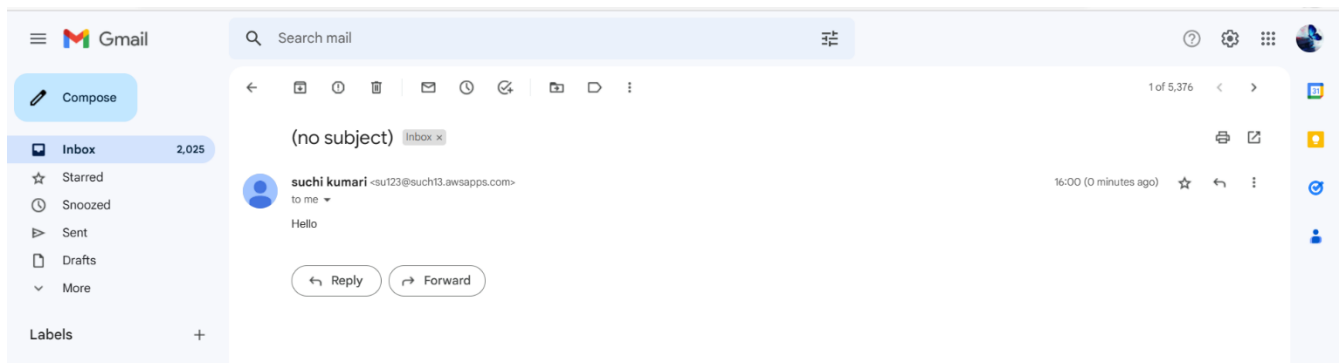 Gmail
Search mail
Compose
1 of 5,376
(no subject) Inbox ×
Inbox 2,025
Starred
Snoozed
Sent
Drafts
More
Labels +
suchi kumari <su123@such13.awsapps.com>
16:00 (0 minutes ago)
to me
Hello
Reply Forward
31